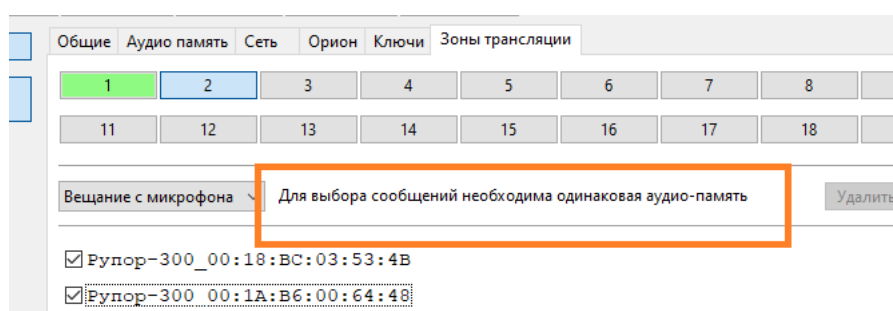 Общие Аудио память Сеть Орион Ключи Зоны трансляции
1 2 3 4 5 6 7 8
11 12 13 14 15 16 17 18
Вещание с микрофона Для выбора сообщений необходима одинаковая аудио-память Удалить
Рупор-300_00:18:BC:03:53:4B
Рупор-300_00:1A:B6:00:64:48